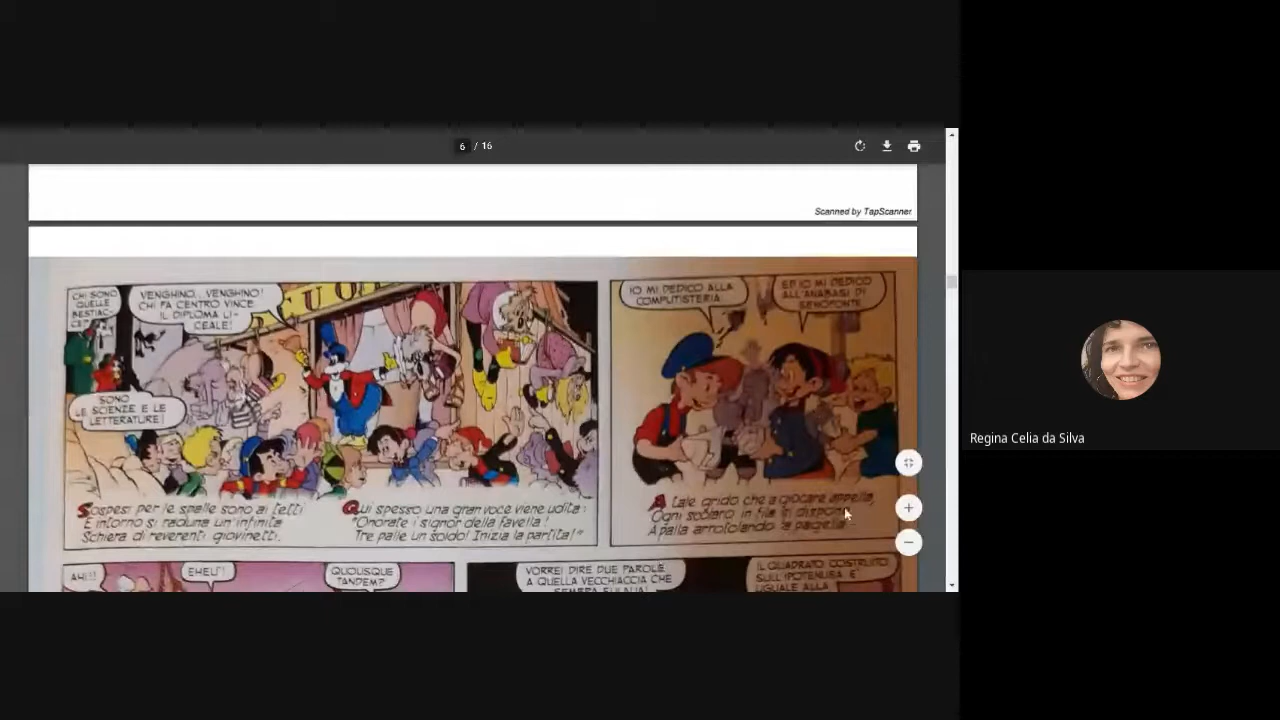 6 / 16
Scanned by TapScanner
CHI SONO
QUELLE
BESTIAC-
CE?
VENGHINO, VENGHINO!
CHI FA CENTRO VINCE
IL DIPLOMA LI-
CEALE!
SONO
LE SCIENZE E LE
LETTERATURE!
Sospesi per le spalle sono ai tetti
E intorno si raduna un'infinita
Schiera di reverenti giovinetti.
Qui spesso una gran voce viene udita:
"Onorate i signor della favella!
Tre palle un soldo! Inizia la partita!"
IO MI DEDICO ALLA
COMPUTISTERIA
ED IO MI DEDICO
ALL'ANABASI DI
SENOFONTE
A tale grido che a giocare appella,
Ogni scolaro in fila si dispone
A palla arrotolando la pagella
AHI!!
EHEU!
QUOUSQUE
TANDEM?
VORREI DIRE DUE PAROLE
A QUELLA VECCHIACCIA CHE
IL QUADRATO COSTRUITO
SULL'IPOTENUSA E'
UGUALE ALLA
Regina Celia da Silva